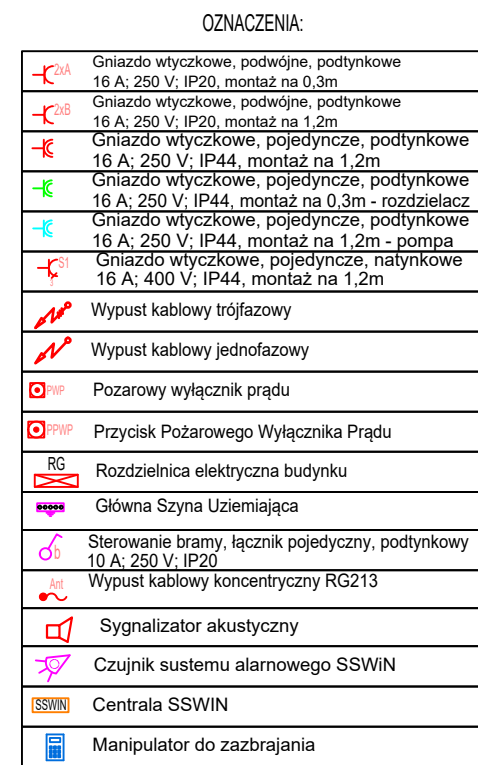 OZNACZENIA:
2xA Gniazdo wtyczkowe, podwójne, podtynkowe
16 A; 250 V; IP20, montaż na 0,3m
2xB Gniazdo wtyczkowe, podwójne, podtynkowe
16 A; 250 V; IP20, montaż na 1,2m
Gniazdo wtyczkowe, pojedyncze, podtynkowe
16 A; 250 V; IP44, montaż na 1,2m
Gniazdo wtyczkowe, pojedyncze, podtynkowe
16 A; 250 V; IP44, montaż na 0,3m - rozdzielacz
Gniazdo wtyczkowe, pojedyncze, podtynkowe
16 A; 250 V; IP44, montaż na 1,2m - pompa
S1 Gniazdo wtyczkowe, pojedyncze, natynkowe
3 16 A; 400 V; IP44, montaż na 1,2m
Wypust kablowy trójfazowy
Wypust kablowy jednofazowy
PWP Pozarowy wyłącznik prądu
PPWP Przycisk Pożarowego Wyłącznika Prądu
RG Rozdzielnica elektryczna budynku
Główna Szyna Uziemiająca
b Sterowanie bramy, łącznik pojedyczny, podtynkowy
10 A; 250 V; IP20
Ant Wypust kablowy koncentryczny RG213
Sygnalizator akustyczny
Czujnik sustemu alarnowego SSWiN
SSWIN Centrala SSWIN
Manipulator do zazbrajania